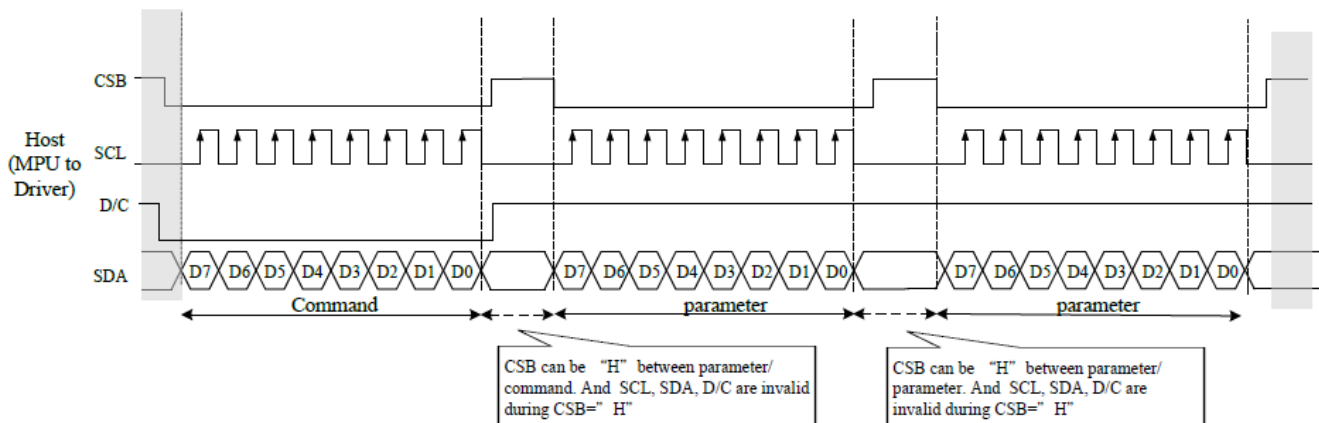 CSB
Host
(MPU to
Driver)
SCL
D/C
SDA
D7 D6 D5 D4 D3 D2 D1 D0 D7 D6 D5 D4 D3 D2 D1 D0 D7 D6 D5 D4 D3 D2 D1 D0
Command parameter parameter
CSB can be “H” between parameter/
command. And SCL, SDA, D/C are invalid
during CSB=” H”
CSB can be “H” between parameter/
parameter. And SCL, SDA, D/C are
invalid during CSB=” H”